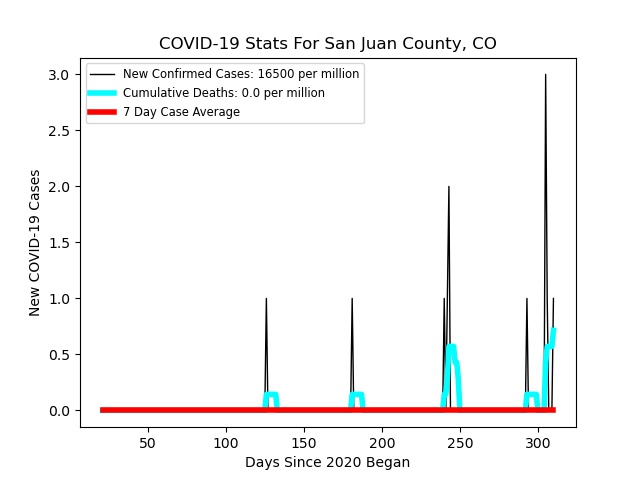 COVID-19 Stats For San Juan County, CO
New Confirmed Cases: 16500 per million
Cumulative Deaths: 0.0 per million
7 Day Case Average
New COVID-19 Cases
3.0
2.5
2.0
1.5
1.0
0.5
0.0
50 100 150 200 250 300
Days Since 2020 Began